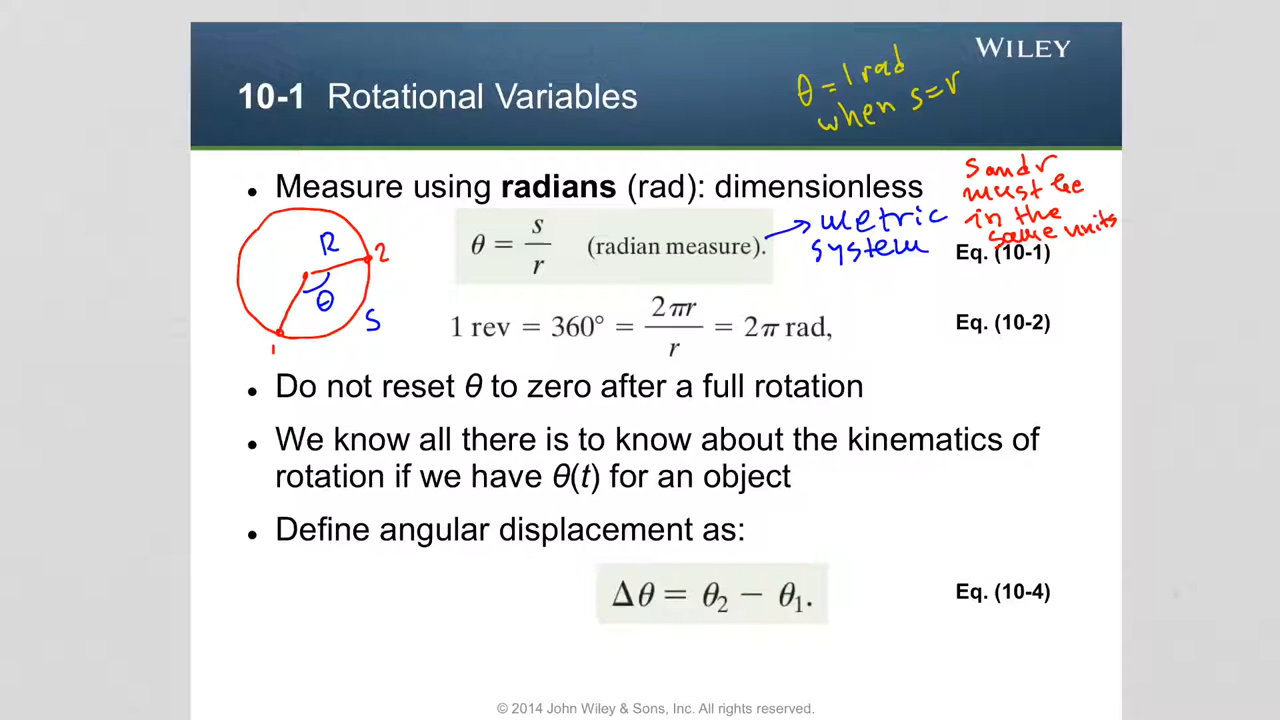 WILEY
10-1 Rotational Variables
θ = 1 rad
when s=r
• Measure using radians (rad): dimensionless
s and r
must be
in the
same units
θ = s/r (radian measure).
→ metric
system
Eq. (10-1)
R
2
θ
S
1
1 rev = 360° = 2πr/r = 2π rad,
Eq. (10-2)
• Do not reset θ to zero after a full rotation
• We know all there is to know about the kinematics of
rotation if we have θ(t) for an object
• Define angular displacement as:
Δθ = θ₂ − θ₁.
Eq. (10-4)
© 2014 John Wiley & Sons, Inc. All rights reserved.